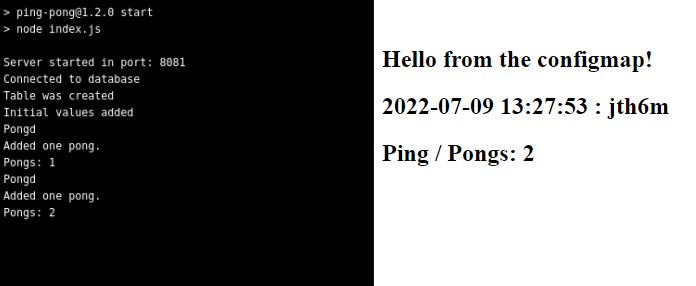 > ping-pong@1.2.0 start
> node index.js
Server started in port: 8081
Connected to database
Table was created
Initial values added
Pongd
Added one pong.
Pongs: 1
Pongd
Added one pong.
Pongs: 2
Hello from the configmap!
2022-07-09 13:27:53 : jth6m
Ping / Pongs: 2